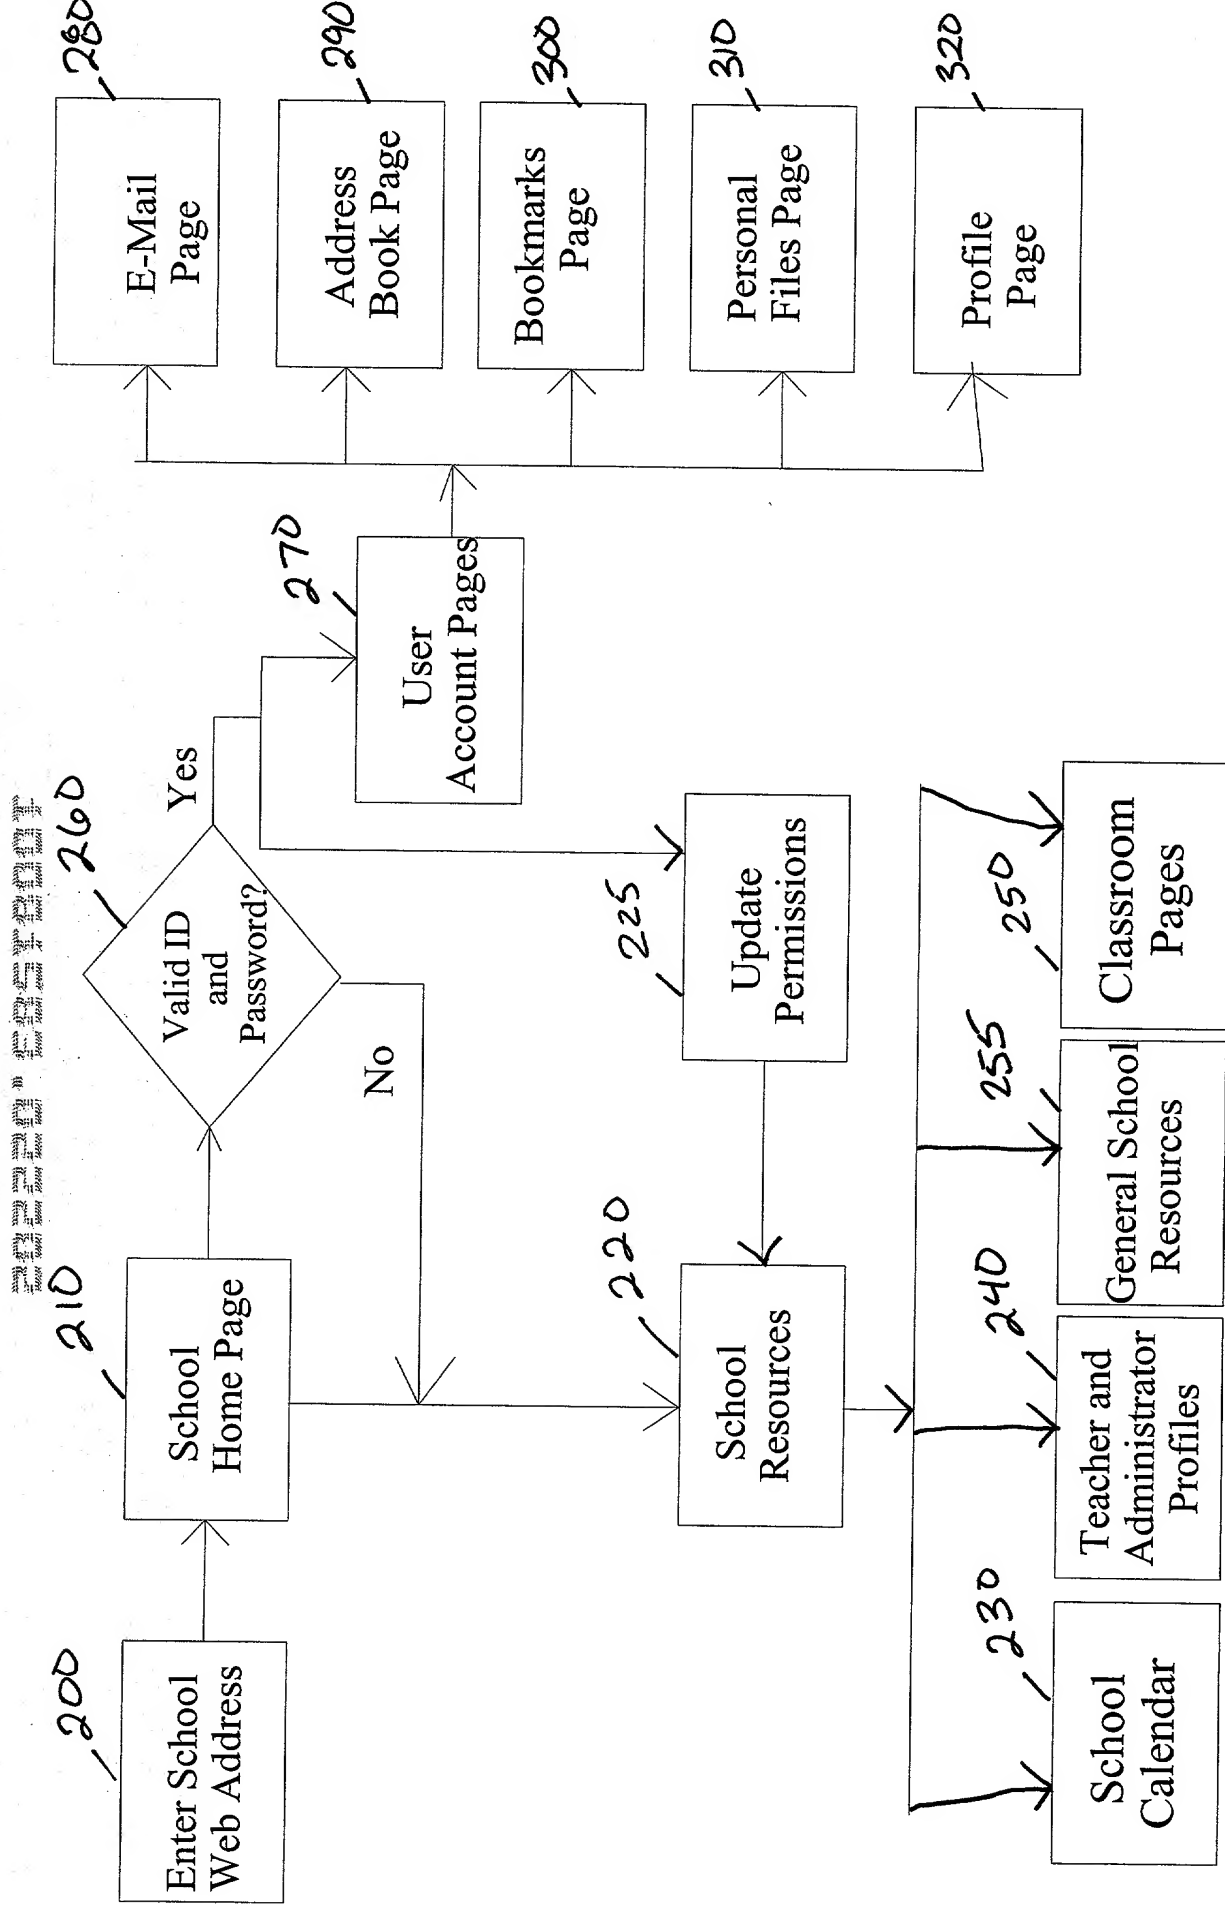 200
Enter School
Web Address
210
School
Home Page
260
Valid ID
and
Password?
Yes
No
270
User
Account Pages
280
E-Mail
Page
290
Address
Book Page
300
Bookmarks
Page
310
Personal
Files Page
320
Profile
Page
220
School
Resources
225
Update
Permissions
230
School
Calendar
240
Teacher and
Administrator
Profiles
255
General School
Resources
250
Classroom
Pages